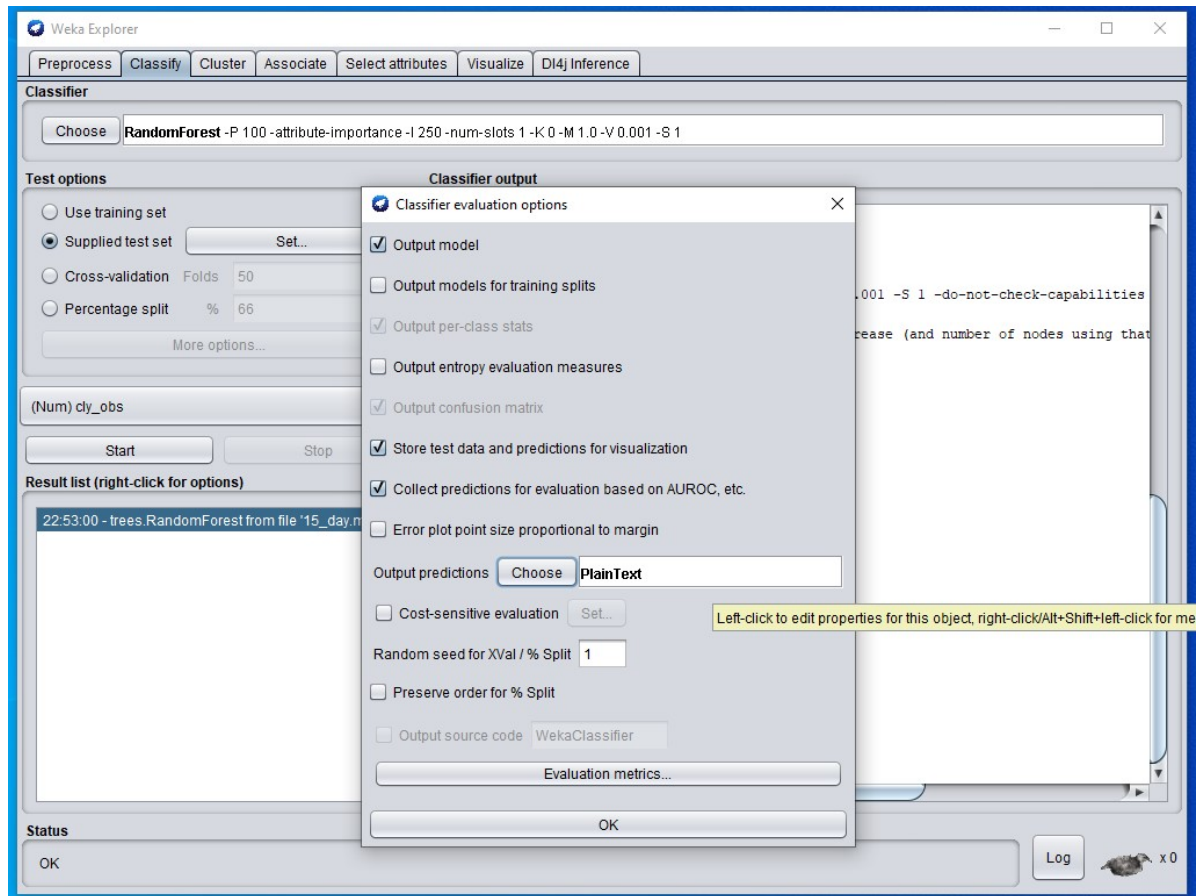 Weka Explorer
Preprocess Classify Cluster Associate Select attributes Visualize Dl4j Inference
Classifier
Choose RandomForest -P 100 -attribute-importance -I 250 -num-slots 1 -K 0 -M 1.0 -V 0.001 -S 1
Test options
Use training set
Supplied test set Set...
Cross-validation Folds 50
Percentage split % 66
More options...
(Num) cly_obs
Start Stop
Result list (right-click for options)
22:53:00 - trees.RandomForest from file '15_day.m
Classifier output
.001 -S 1 -do-not-check-capabilities
rease (and number of nodes using that
Classifier evaluation options
Output model
Output models for training splits
Output per-class stats
Output entropy evaluation measures
Output confusion matrix
Store test data and predictions for visualization
Collect predictions for evaluation based on AUROC, etc.
Error plot point size proportional to margin
Output predictions Choose PlainText
Cost-sensitive evaluation Set...
Left-click to edit properties for this object, right-click/Alt+Shift+left-click for me
Random seed for XVal / % Split 1
Preserve order for % Split
Output source code WekaClassifier
Evaluation metrics...
OK
Status
OK
Log x 0